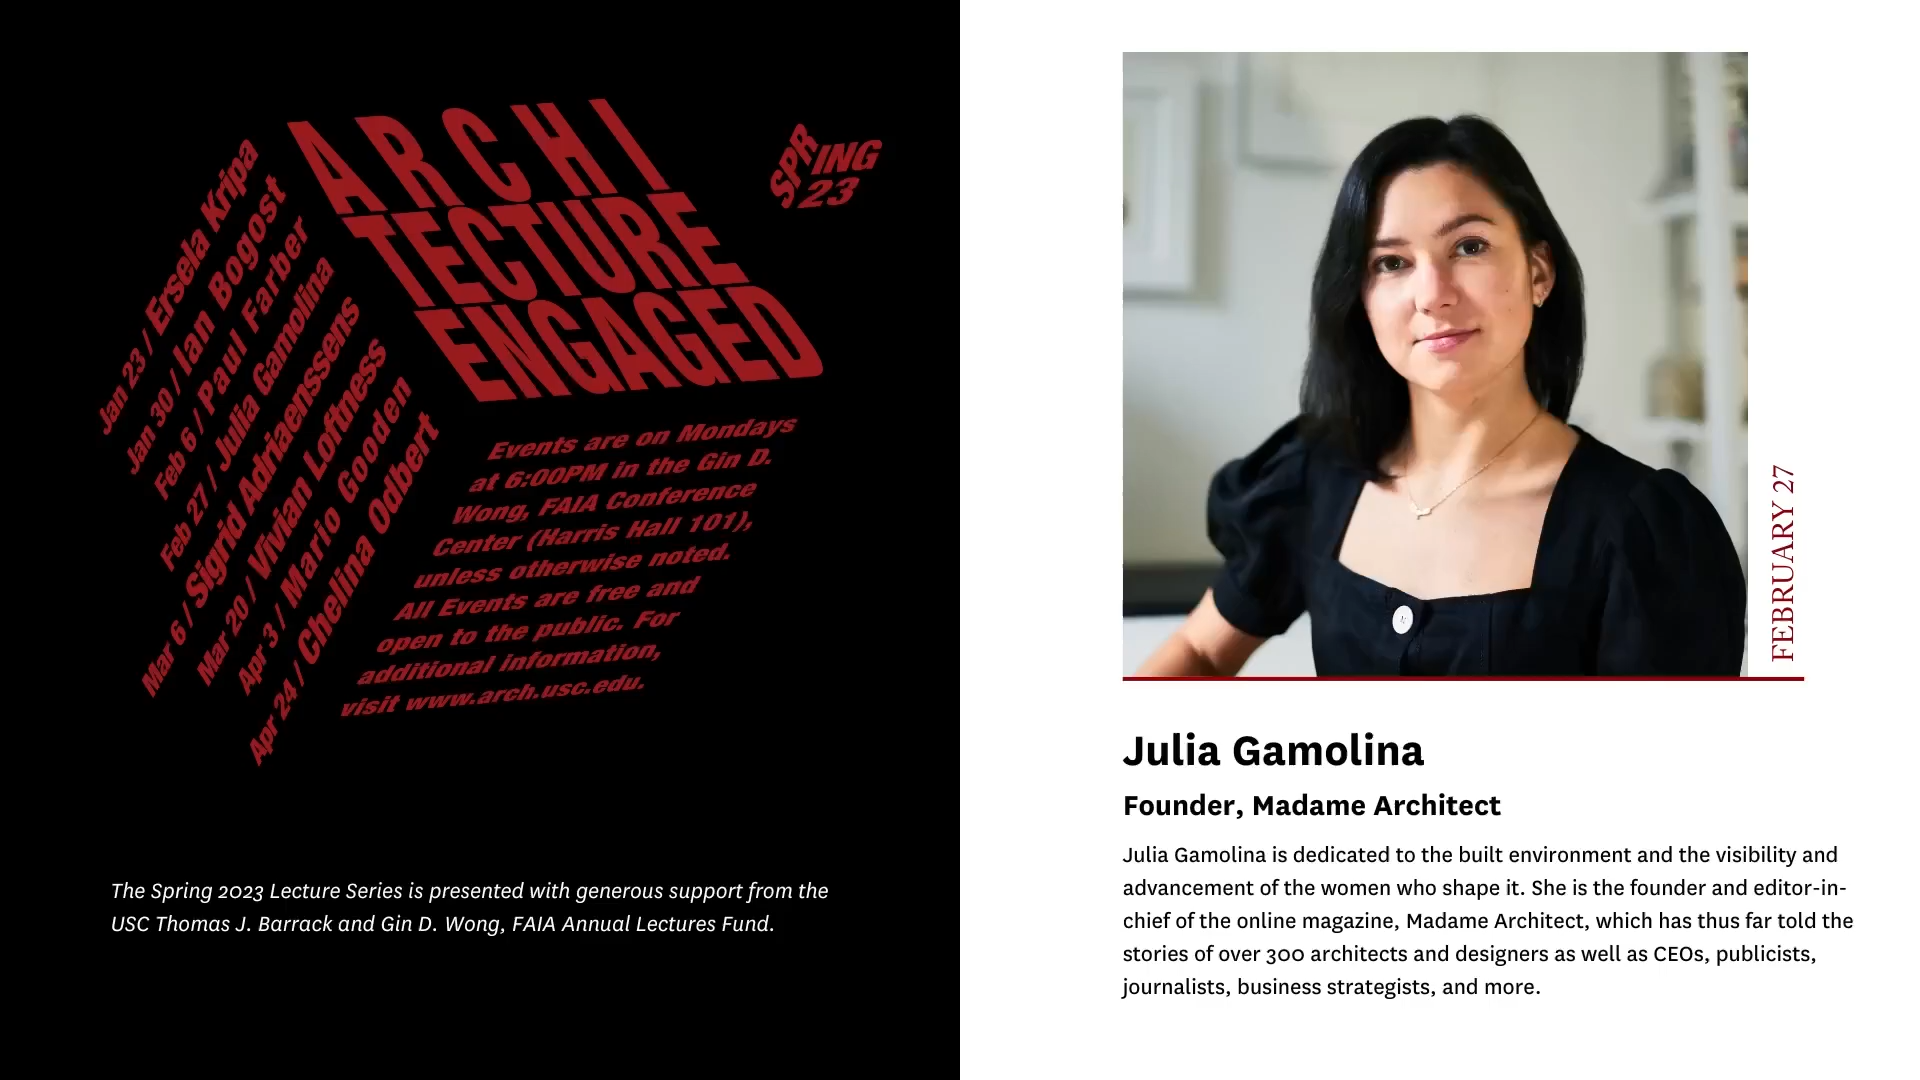 ARCHI
TECTURE
ENGAGED
SPRING
23
Jan 23 / Ersela Kripa
Jan 30 / Ian Bogost
Feb 6 / Paul Farber
Feb 27 / Julia Gamolina
Mar 6 / Sigrid Adriaenssens
Mar 20 / Vivian Loftness
Apr 3 / Mario Gooden
Apr 24 / Chelina Odbert
Events are on Mondays
at 6:00PM in the Gin D.
Wong, FAIA Conference
Center (Harris Hall 101),
unless otherwise noted.
All Events are free and
open to the public. For
additional information,
visit www.arch.usc.edu.
The Spring 2023 Lecture Series is presented with generous support from the
USC Thomas J. Barrack and Gin D. Wong, FAIA Annual Lectures Fund.
FEBRUARY 27
Julia Gamolina
Founder, Madame Architect
Julia Gamolina is dedicated to the built environment and the visibility and
advancement of the women who shape it. She is the founder and editor-in-
chief of the online magazine, Madame Architect, which has thus far told the
stories of over 300 architects and designers as well as CEOs, publicists,
journalists, business strategists, and more.